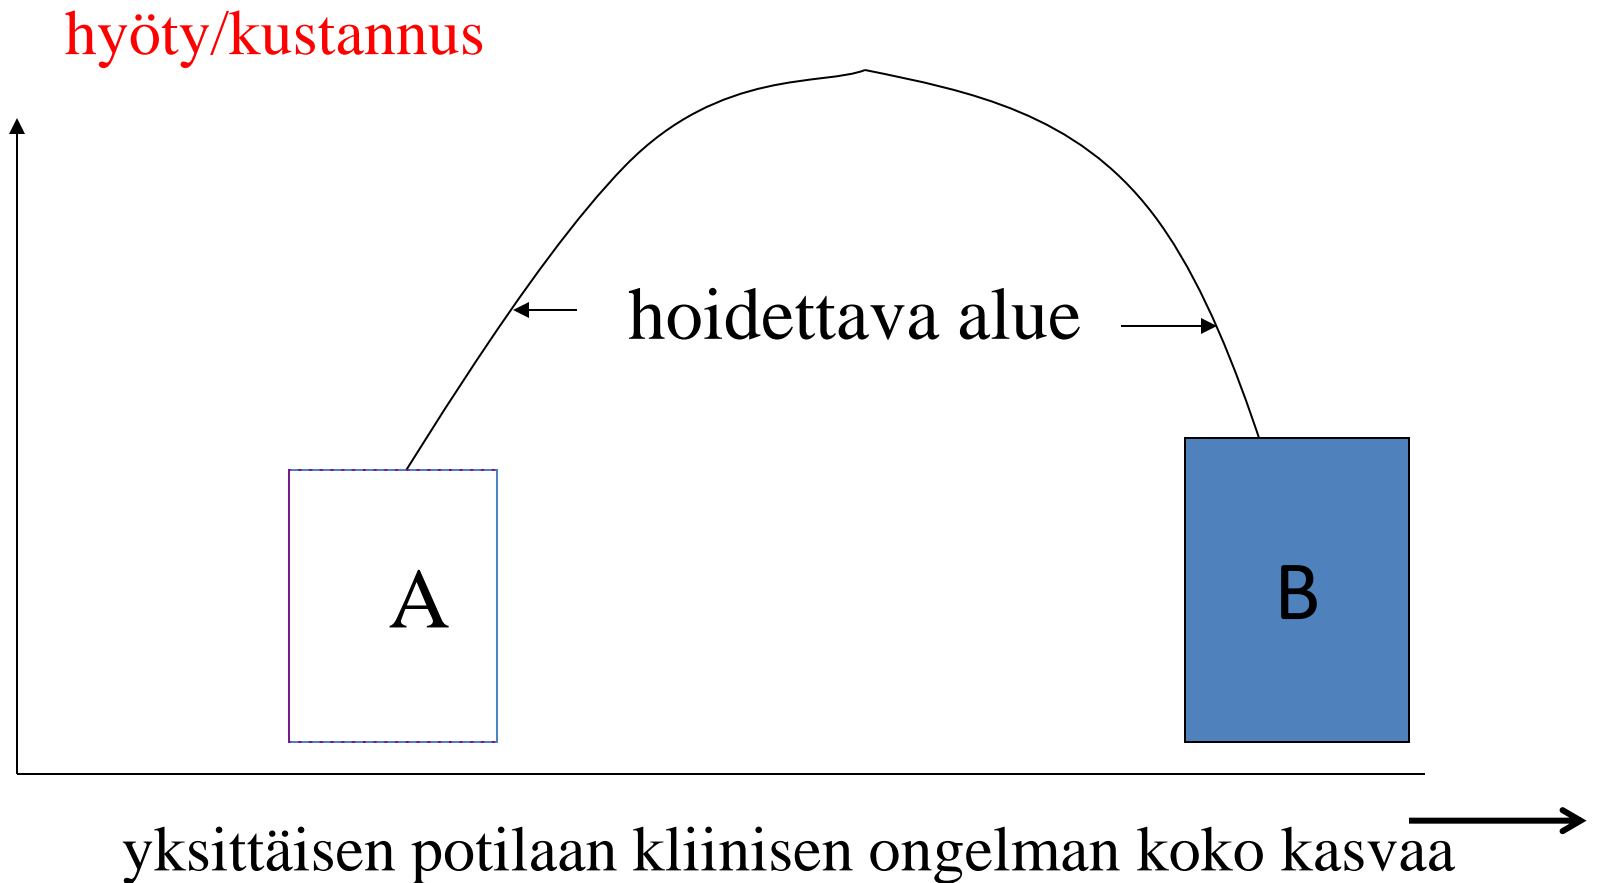 hyöty/kustannus
hoidettava alue
A
B
yksittäisen potilaan kliinisen ongelman koko kasvaa